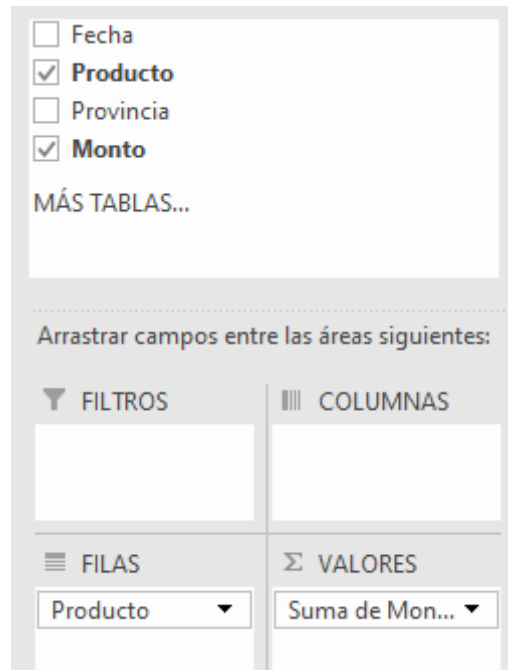 Fecha
Producto
Provincia
Monto
MÁS TABLAS...
Arrastrar campos entre las áreas siguientes:
FILTROS
COLUMNAS
FILAS
VALORES
Producto
Suma de Mon...